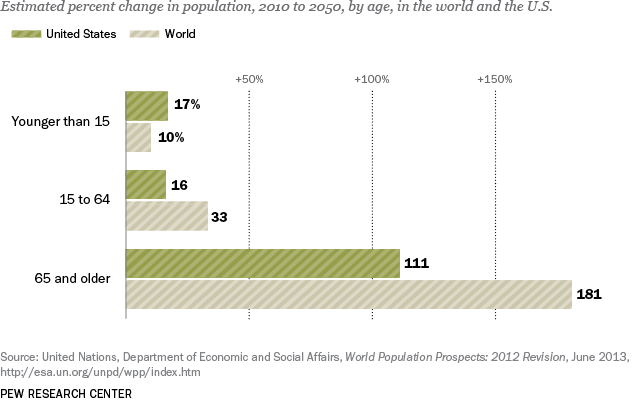 Estimated percent change in population, 2010 to 2050, by age, in the world and the U.S.
United States World
+50% +100% +150%
Younger than 15 17%
10%
15 to 64 16
33
65 and older 111
181
Source: United Nations, Department of Economic and Social Affairs, World Population Prospects: 2012 Revision, June 2013,
http;//esa.un.org/unpd/wpp/index.htm
PEW RESEARCH CENTER